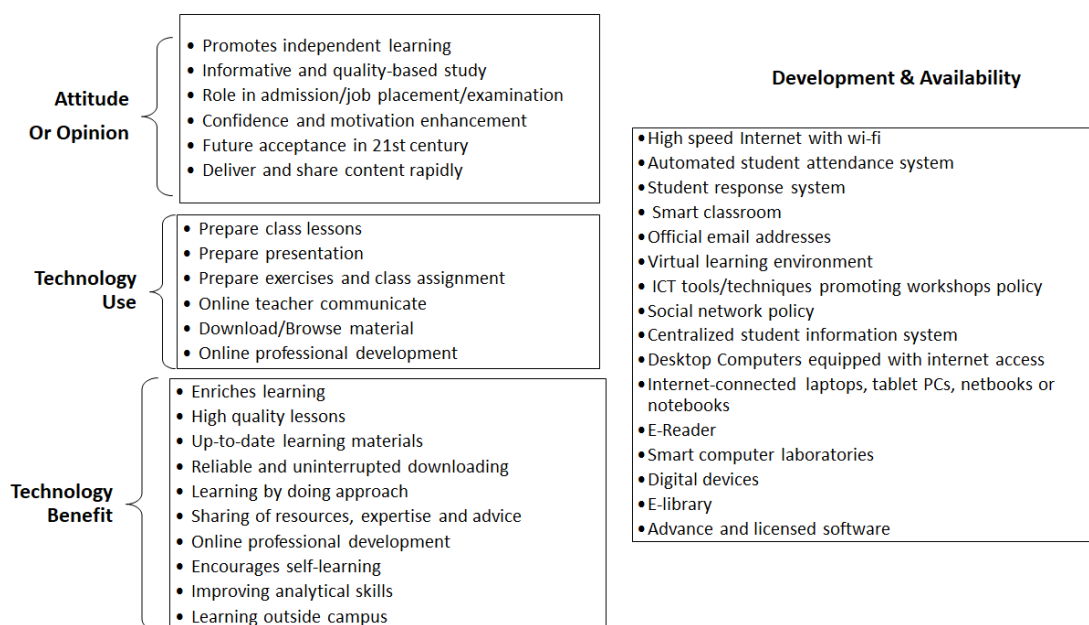 Attitude
Or Opinion
• Promotes independent learning
• Informative and quality-based study
• Role in admission/job placement/examination
• Confidence and motivation enhancement
• Future acceptance in 21st century
• Deliver and share content rapidly
Technology
Use
• Prepare class lessons
• Prepare presentation
• Prepare exercises and class assignment
• Online teacher communicate
• Download/Browse material
• Online professional development
Technology
Benefit
• Enriches learning
• High quality lessons
• Up-to-date learning materials
• Reliable and uninterrupted downloading
• Learning by doing approach
• Sharing of resources, expertise and advice
• Online professional development
• Encourages self-learning
• Improving analytical skills
• Learning outside campus
Development & Availability
•High speed Internet with wi-fi
•Automated student attendance system
•Student response system
• Smart classroom
•Official email addresses
•Virtual learning environment
• ICT tools/techniques promoting workshops policy
•Social network policy
•Centralized student information system
•Desktop Computers equipped with internet access
•Internet-connected laptops, tablet PCs, netbooks or
notebooks
•E-Reader
•Smart computer laboratories
•Digital devices
•E-library
•Advance and licensed software